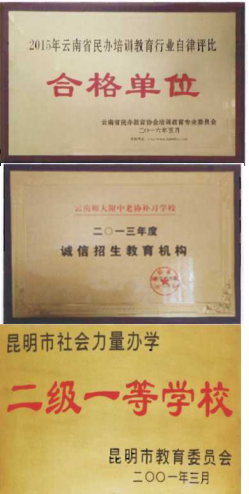 2015年云南省民办培训教育行业自律评比
合格单位
云南省民办教育协会培训教育专业委员会
二〇一六年三月
云南师大附中老协补习学校
二〇一三年度
诚信招生教育机构
昆明市社会力量办学
二级一等学校
昆明市教育委员会
二〇〇一年三月